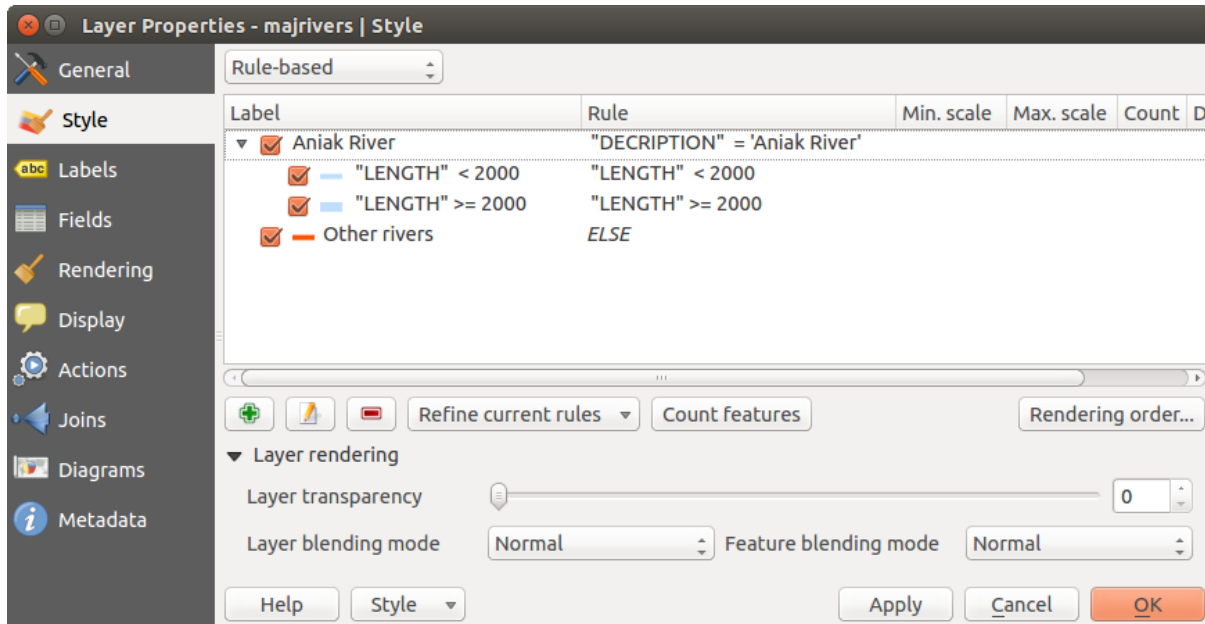 Layer Properties - majrivers | Style
General
Style
abc Labels
Fields
Rendering
Display
Actions
Joins
Diagrams
Metadata
Rule-based
Label Rule Min. scale Max. scale Count D
Aniak River "DECRIPTION" = 'Aniak River'
"LENGTH" < 2000 "LENGTH" < 2000
"LENGTH" >= 2000 "LENGTH" >= 2000
Other rivers ELSE
Refine current rules Count features Rendering order...
Layer rendering
Layer transparency 0
Layer blending mode Normal Feature blending mode Normal
Help Style Apply Cancel OK